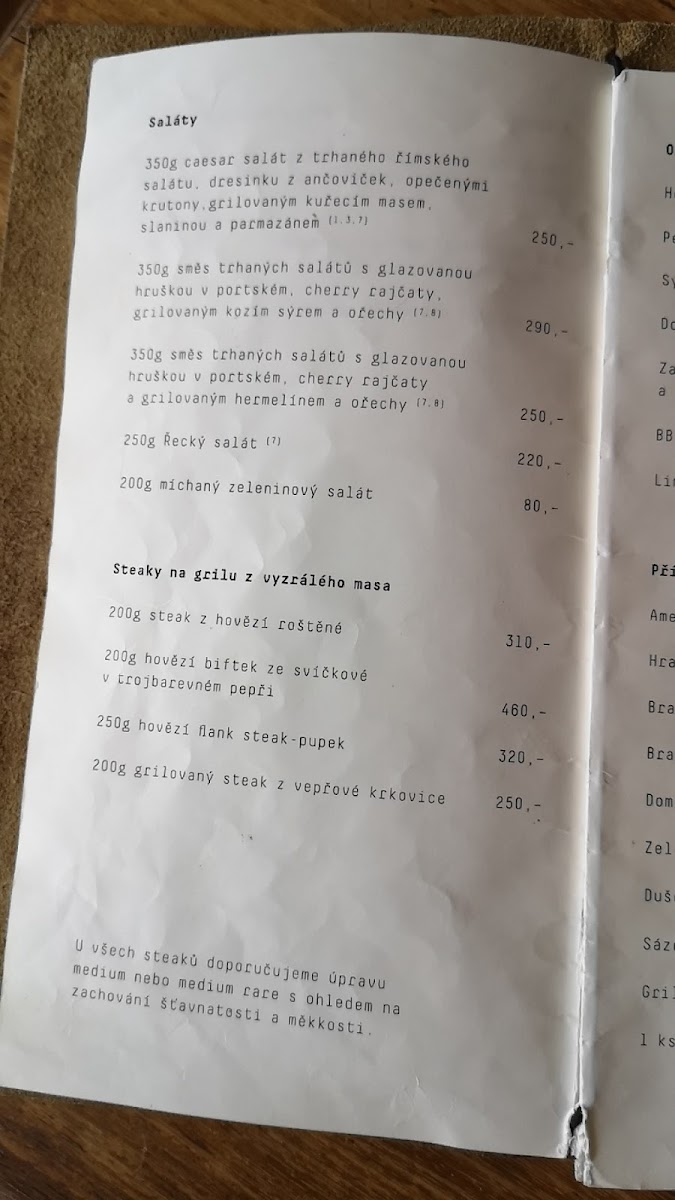 Saláty
350g caesar salát z trhaného římského
salátu, dresinku z ančoviček, opečenými
krutony,grilovaným kuřecím masem,
slaninou a parmazánem (1,3,7)
250,-
350g směs trhaných salátů s glazovanou
hruškou v portském, cherry rajčaty,
grilovaným kozím sýrem a ořechy (7,8)
290,-
350g směs trhaných salátů s glazovanou
hruškou v portském, cherry rajčaty
a grilovaným hermelínem a ořechy (7,8)
250,-
250g Řecký salát (7)
220,-
200g míchaný zeleninový salát
80,-
Steaky na grilu z vyzrálého masa
200g steak z hovězí roštěné
310,-
200g hovězí biftek ze svíčkové
v trojbarevném pepři
460,-
250g hovězí flank steak-pupek
320,-
200g grilovaný steak z vepřové krkovice
250,-
U všech steaků doporučujeme úpravu
medium nebo medium rare s ohledem na
zachování šťavnatosti a měkkosti.
a
BB
1 ks